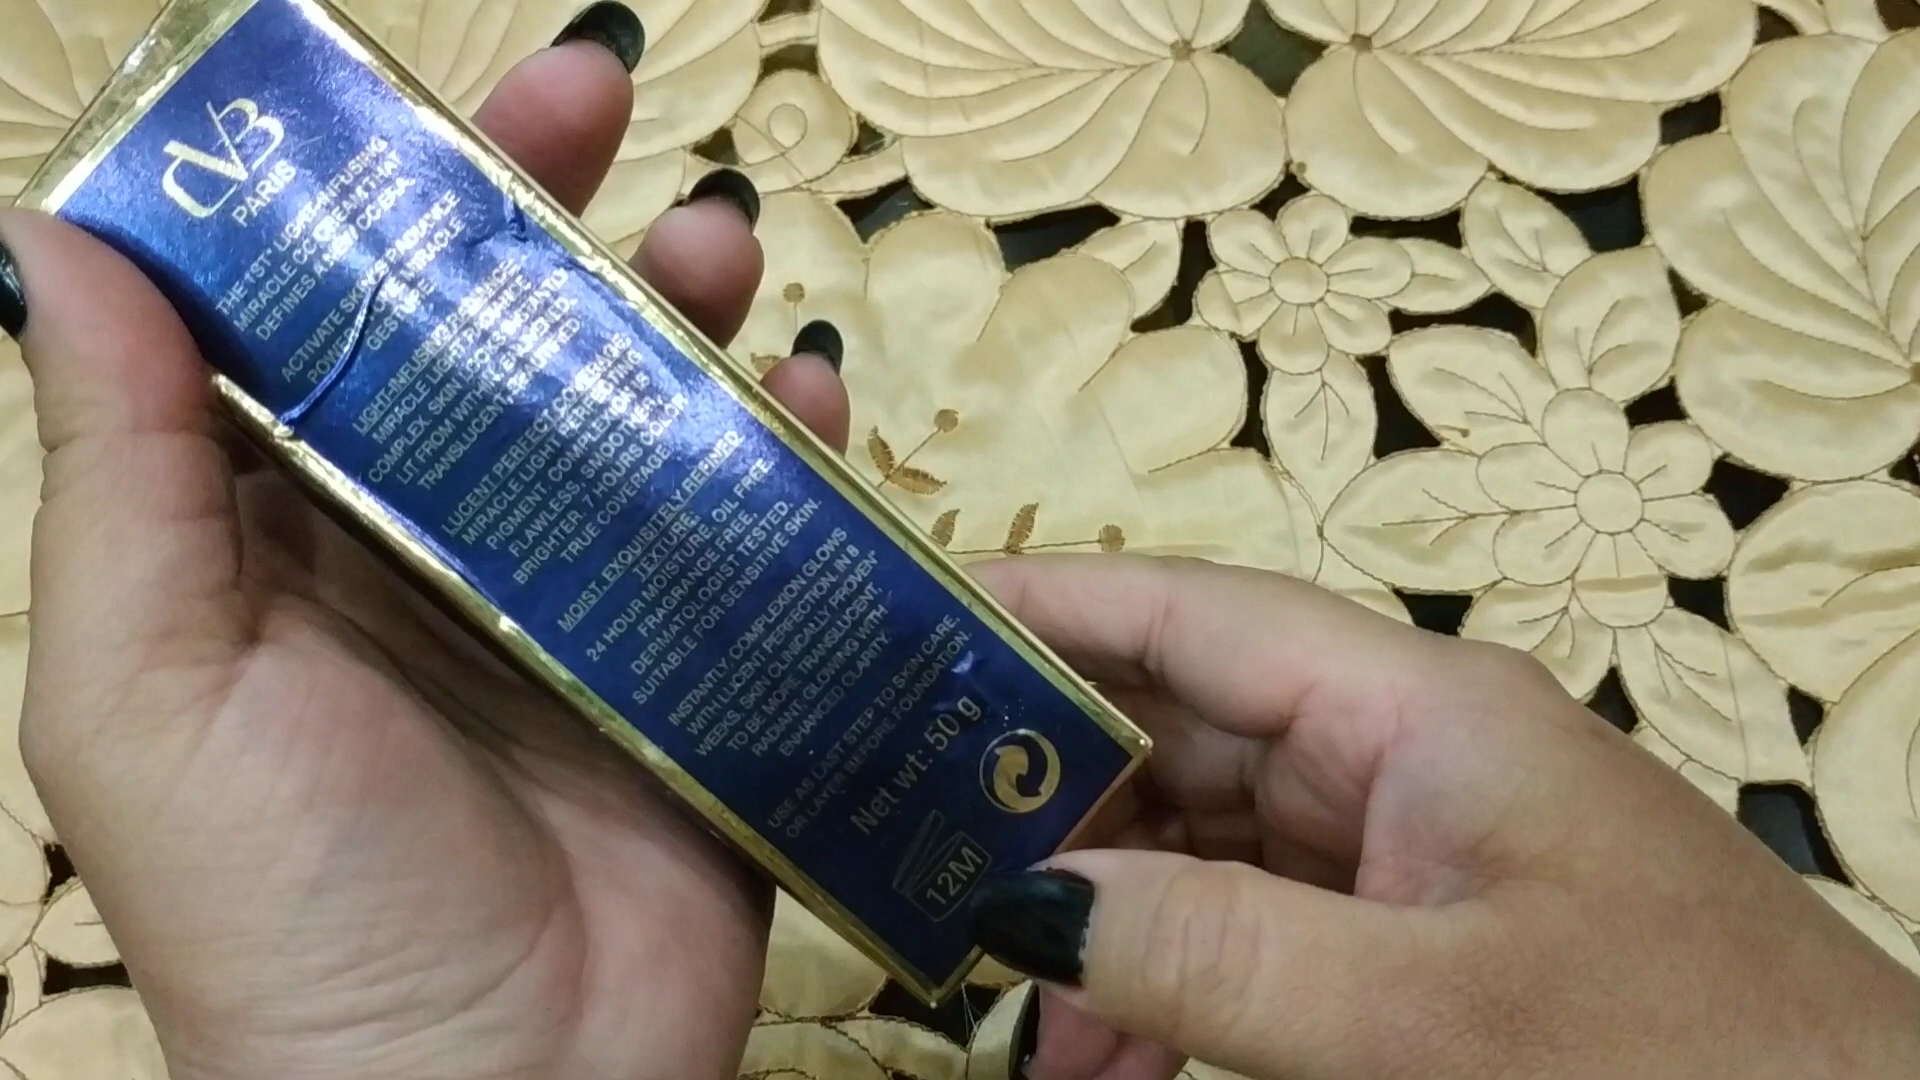 CVB
PARIS
THE 1ST* LIGHT-INFUSING
MIRACLE CC CREAM THAT
DEFINES A NEW CC ERA.
ACTIVATE SKIN'S RADIANCE
POWER ONE MIRACLE
GESTURE
LIGHT-INFUSING RADIANCE.
MIRACLE LIGHT RADIANCE
COMPLEX, SKIN LOOKS INSTANTLY
LIT FROM WITHIN, EVENED,
TRANSLUCENT, BEAUTIFIED
LUCENT PERFECT COVERAGE.
MIRACLE LIGHT PERFECTING
PIGMENT COMPLEX
FLAWLESS, SMOOTHER,
BRIGHTER. 7 HOURS COLOR
TRUE COVERAGE.
MOIST, EXQUISITELY REFINED
TEXTURE.
24 HOUR MOISTURE. OIL FREE.
FRAGRANCE FREE.
DERMATOLOGIST TESTED.
SUITABLE FOR SENSITIVE SKIN.
INSTANTLY, COMPLEXION GLOWS
WITH LUCENT PERFECTION. IN 8
WEEKS, SKIN CLINICALLY PROVEN**
TO BE MORE TRANSLUCENT,
RADIANT, GLOWING WITH
ENHANCED CLARITY.
USE AS LAST STEP TO SKIN CARE.
OR LAYER BEFORE FOUNDATION.
Net wt: 50 g
12M